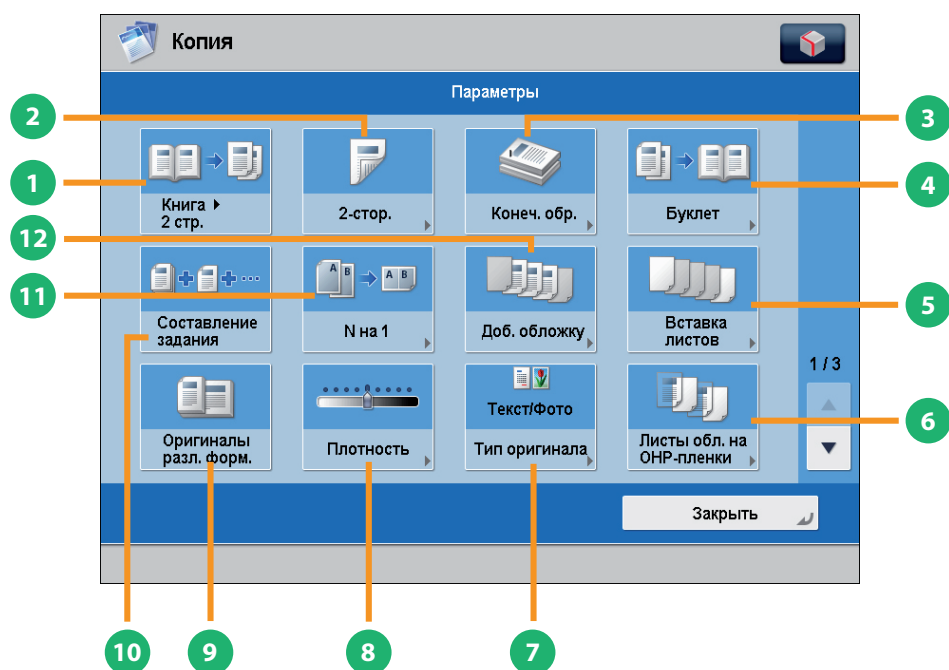 Копия
Параметры
2
3
1
4
Книга
2 стр.
2-стор.
Конеч. обр.
Буклет
12
11
5
A B
A B
Составление
задания
N на 1
Доб. обложку
Вставка
листов
1 / 3
Текст/Фото
6
Оригиналы
разл. форм.
Плотность
Тип оригинала
Листы обл. на
OHP-пленки
Закрыть
10
9
8
7